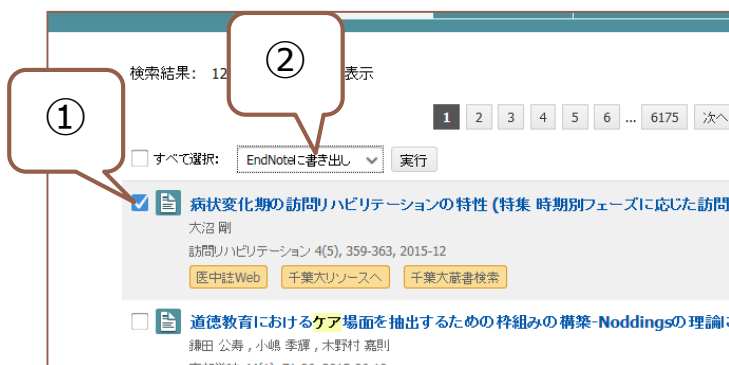 検索結果: 12
表示
②
①
1 2 3 4 5 6 ... 6175 次へ
すべて選択: EndNoteに書き出し 実行
病状変化期の訪問リハビリテーションの特性 (特集 時期別フェーズに応じた訪問
大沼 剛
訪問リハビリテーション 4(5), 359-363, 2015-12
医中誌Web 千葉大リソースへ 千葉大蔵書検索
道徳教育におけるケア場面を抽出するための枠組みの構築-Noddingsの理論に
鎌田 公寿 , 小嶋 季輝 , 木野村 嘉則